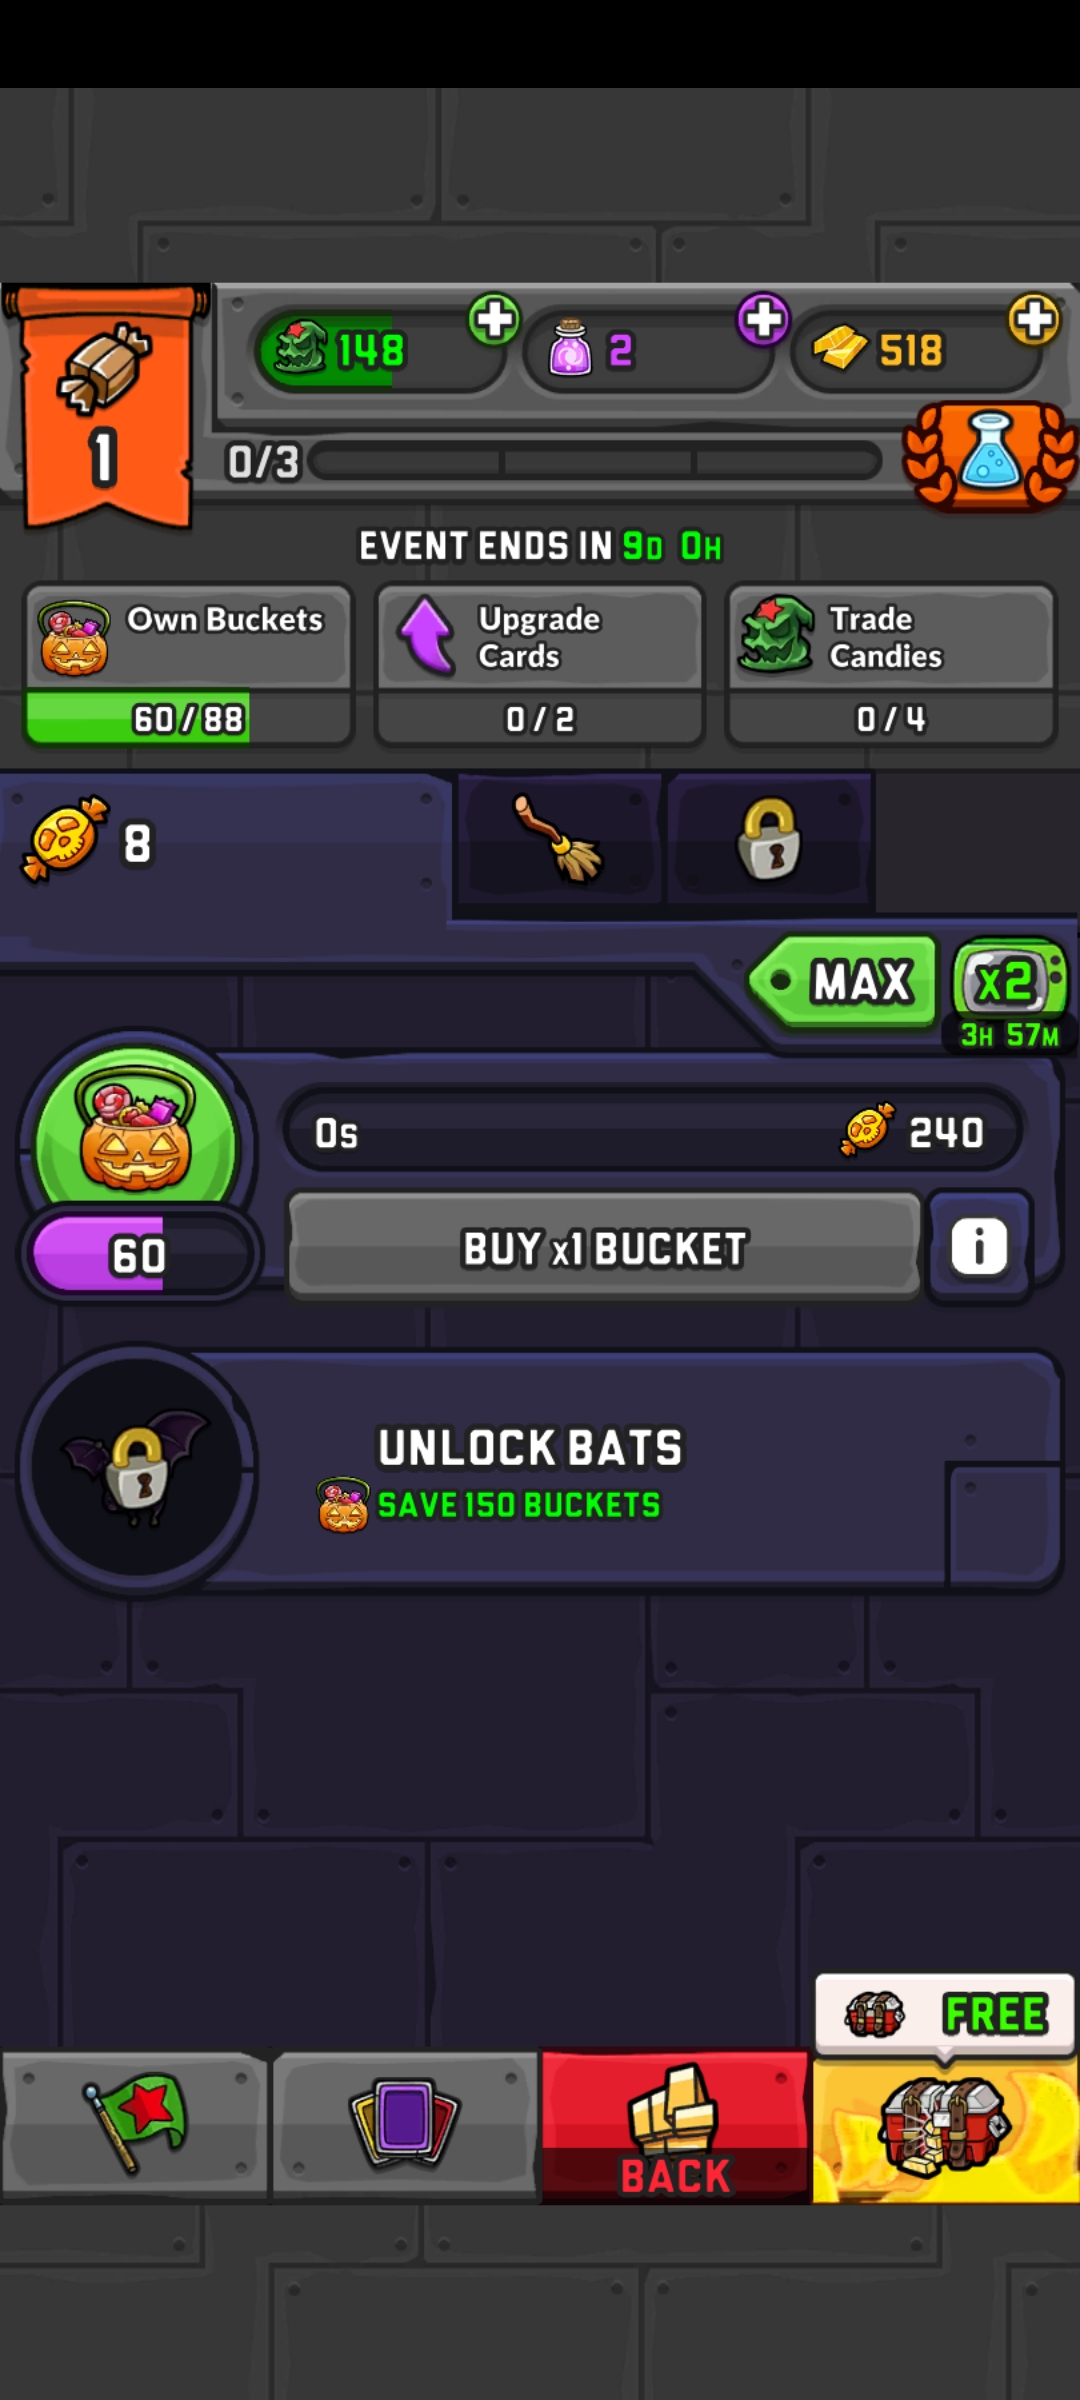 148
2
518
1
0/3
EVENT ENDS IN 9D 0H
Own Buckets
60/88
Upgrade
Cards
0/2
Trade
Candies
0/4
8
MAX
x2
3H 57M
0s
240
60
BUY x1 BUCKET
i
UNLOCK BATS
SAVE 150 BUCKETS
FREE
BACK